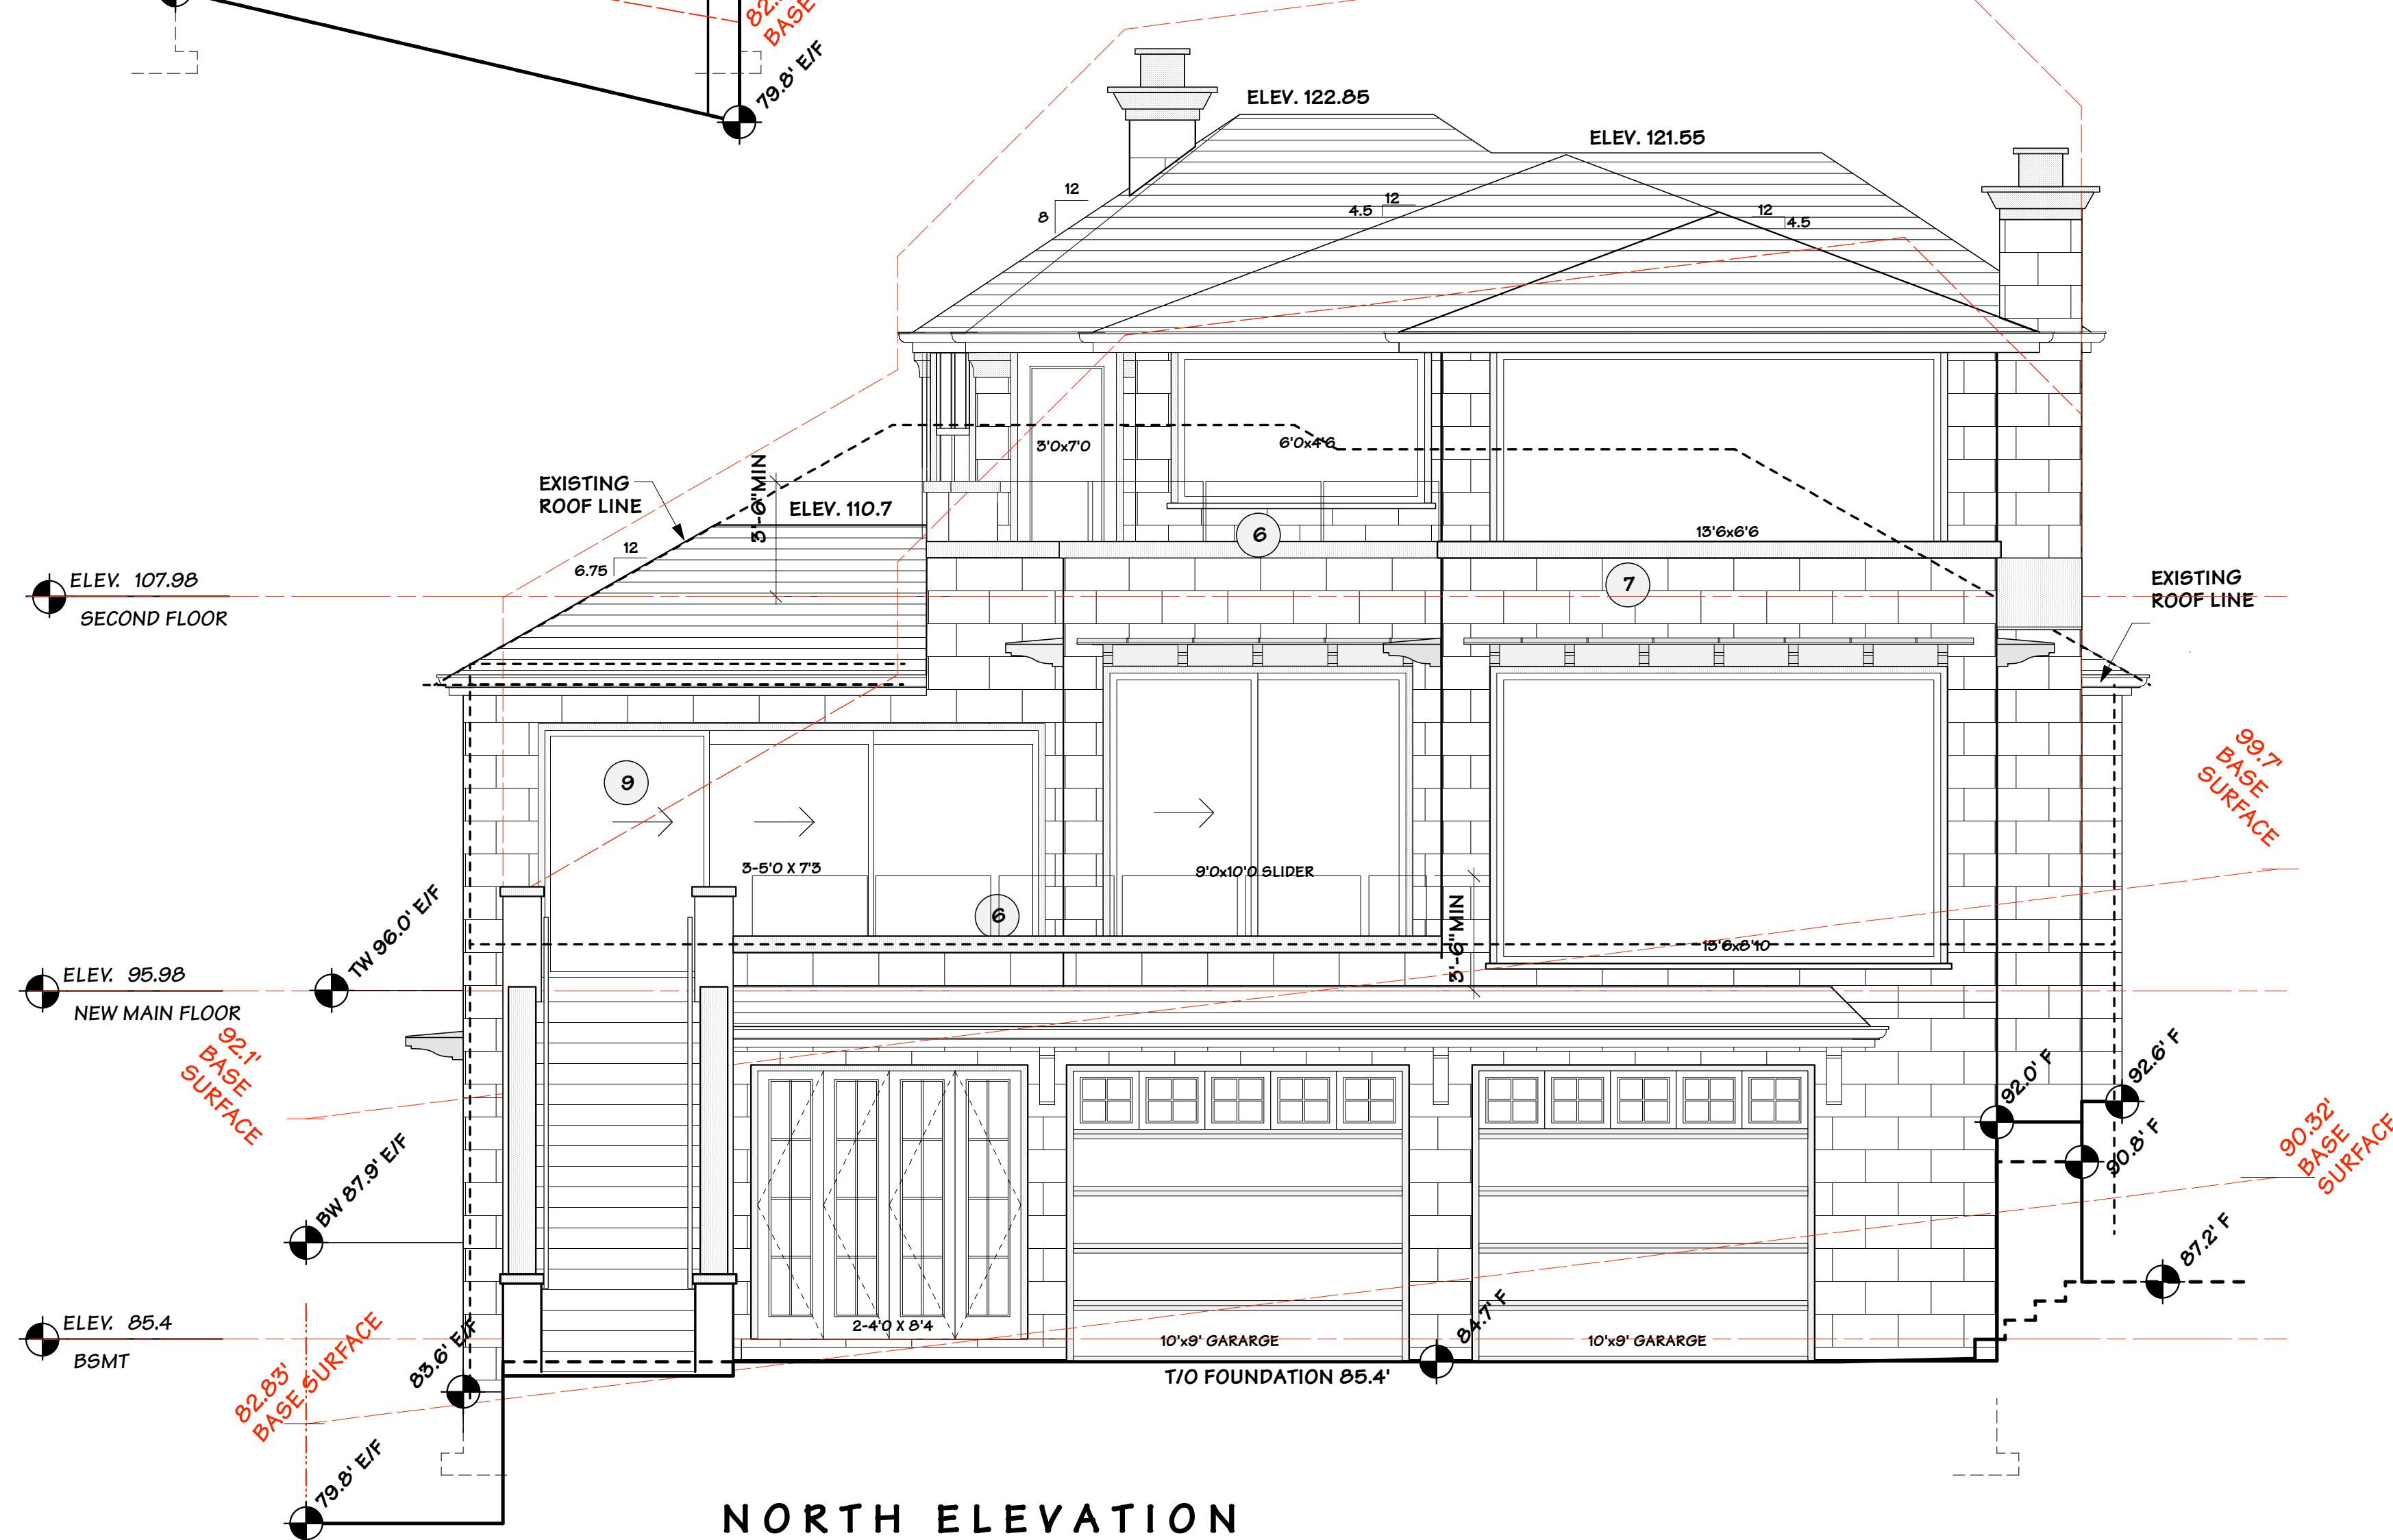 82.
BASE
79.8' E/F
ELEV. 122.85
ELEV. 121.55
12
8
12
4.5
12
4.5
3'0x7'0
6'0x4'6
EXISTING
ROOF LINE
3'-6"MIN
ELEV. 110.7
6
13'6x6'6
12
6.75
7
ELEV. 107.98
SECOND FLOOR
EXISTING
ROOF LINE
9
99.7'
BASE
SURFACE
3-5'0 X 7'3
9'0x10'0 SLIDER
6
3'-6"MIN
13'6x8'10
TW 96.0' E/F
ELEV. 95.98
NEW MAIN FLOOR
92.1'
BASE
SURFACE
92.0' F
92.6' F
90.8' F
90.32'
BASE
SURFACE
BW 87.9' E/F
87.2' F
ELEV. 85.4
BSMT
83.6' E/F
2-4'0 X 8'4
10'x9' GARARGE
84.7' F
10'x9' GARARGE
T/O FOUNDATION 85.4'
82.83'
BASE SURFACE
79.8' E/F
NORTH ELEVATION